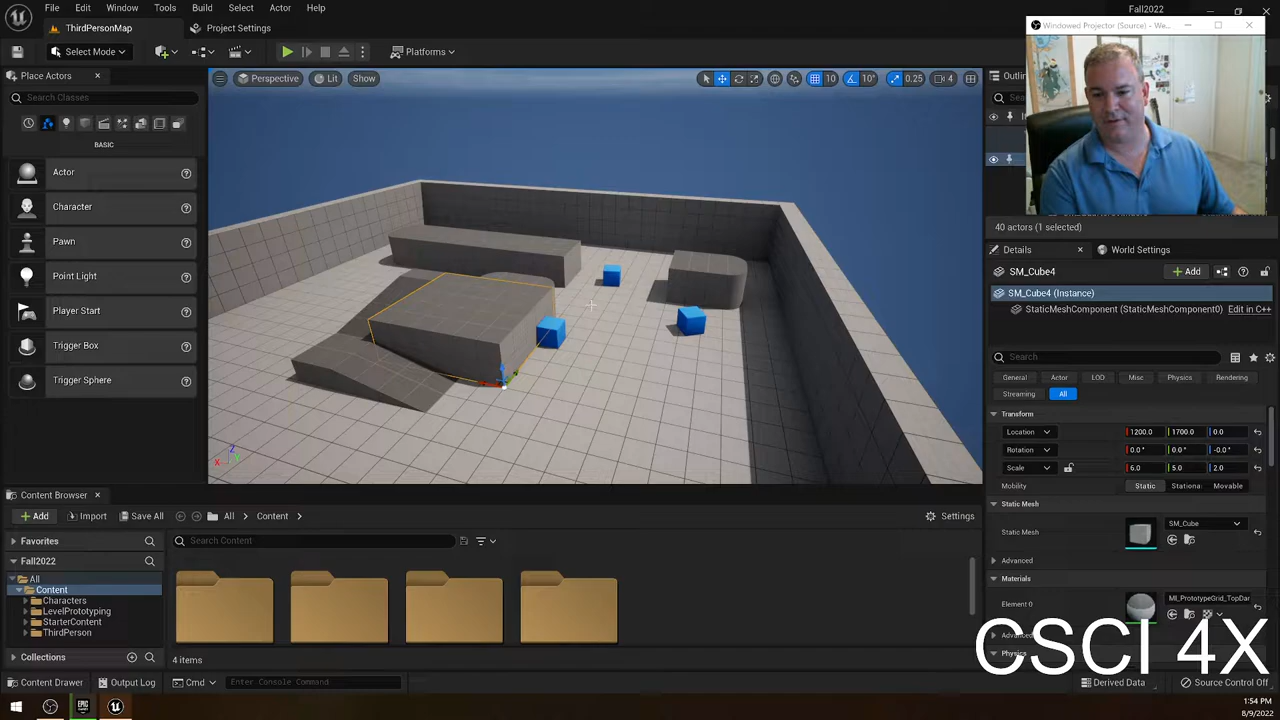 File Edit Window Tools Build Select Actor Help
Fall2022
ThirdPersonMap
Project Settings
Windowed Projector (Source) - We...
Select Mode
Platforms
Place Actors
Perspective
Lit
Show
10
10°
0.25
4
Search Classes
BASIC
Actor
Character
Pawn
Point Light
Player Start
Trigger Box
Trigger Sphere
Z
X
40 actors (1 selected)
Details
World Settings
SM_Cube4
Add
SM_Cube4 (Instance)
StaticMeshComponent (StaticMeshComponent0) Edit in C++
Search
General Actor LOD Misc Physics Rendering
Streaming All
Transform
Location 1200.0 1700.0 0.0
Rotation 0.0° 0.0° -0.0°
Scale 6.0 5.0 2.0
Mobility Static Stationa Movable
Static Mesh
Static Mesh SM_Cube
Advanced
Materials
Element 0 MI_PrototypeGrid_TopDar
Advanced
Physics
Content Browser
Add Import Save All All Content Settings
Favorites
Search Content
Fall2022
All
Content
Characters
LevelPrototyping
StarterContent
ThirdPerson
Collections
4 items
CSCI 4X
Content Drawer Output Log Cmd Enter Console Command Derived Data Source Control Off
1:54 PM
8/9/2022